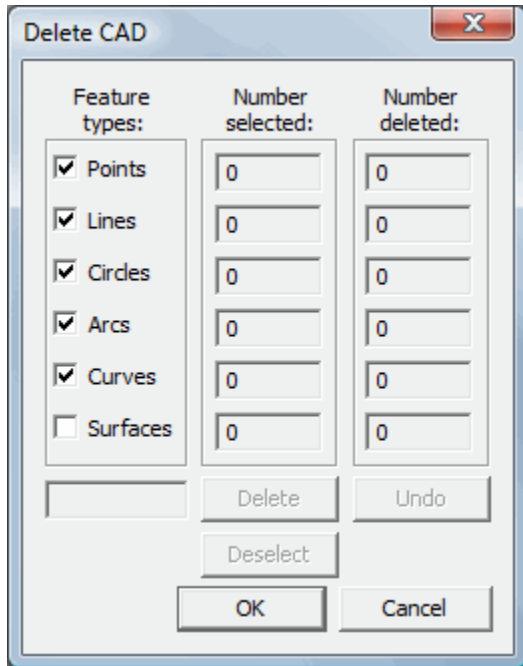 Delete CAD
Feature types:
Number selected:
Number deleted:
Points 0 0
Lines 0 0
Circles 0 0
Arcs 0 0
Curves 0 0
Surfaces 0 0
Delete Undo
Deselect
OK Cancel